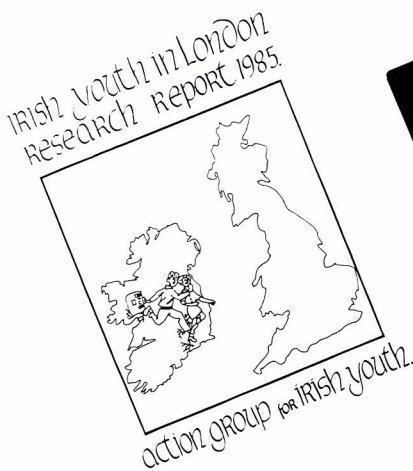 IRISH youth in London
Research Report 1985.
action group FOR IRISH youth.